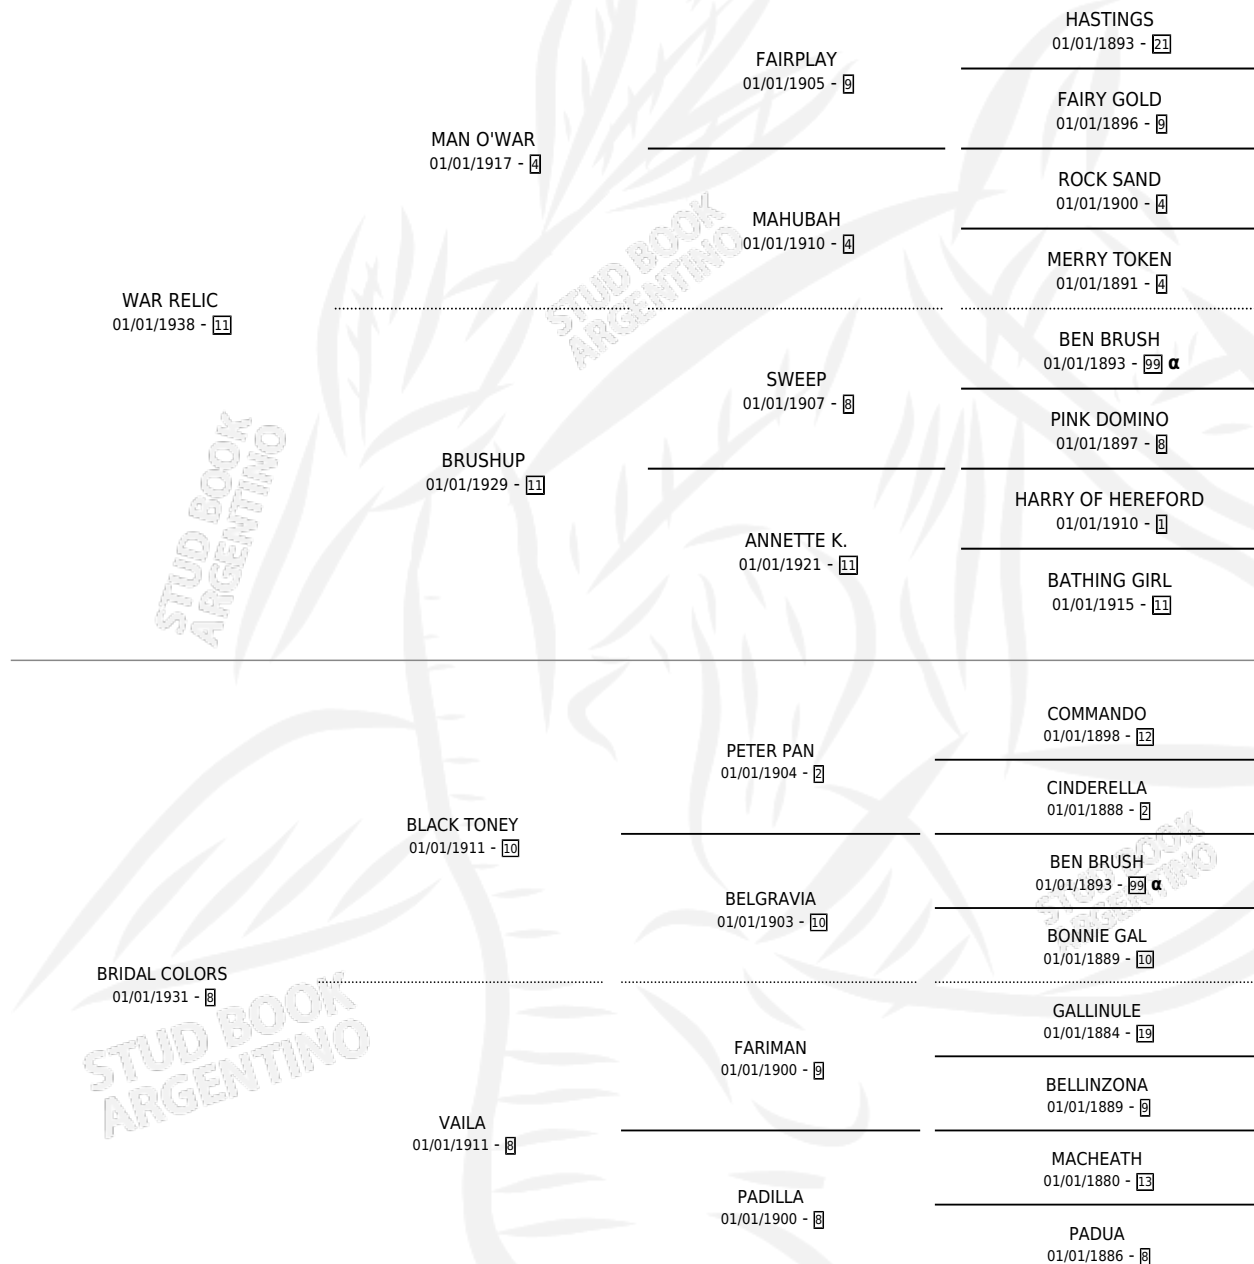 HASTINGS
01/01/1893 - 21
FAIRPLAY
01/01/1905 - 9
FAIRY GOLD
01/01/1896 - 9
MAN O'WAR
01/01/1917 - 4
ROCK SAND
01/01/1900 - 4
MAHUBAH
01/01/1910 - 4
MERRY TOKEN
01/01/1891 - 4
WAR RELIC
01/01/1938 - 11
STUD BOOK
ARGENTINO
BEN BRUSH
01/01/1893 - 99 α
SWEEP
01/01/1907 - 8
PINK DOMINO
01/01/1897 - 8
BRUSHUP
01/01/1929 - 11
HARRY OF HEREFORD
01/01/1910 - 1
ANNETTE K.
01/01/1921 - 11
BATHING GIRL
01/01/1915 - 11
STUD BOOK
ARGENTINO
COMMANDO
01/01/1898 - 12
PETER PAN
01/01/1904 - 2
CINDERELLA
01/01/1888 - 2
BLACK TONEY
01/01/1911 - 10
BEN BRUSH
01/01/1893 - 99 α
BELGRAVIA
01/01/1903 - 10
BONNIE GAL
01/01/1889 - 10
STUD BOOK
ARGENTINO
BRIDAL COLORS
01/01/1931 - 8
GALLINULE
01/01/1884 - 19
FARIMAN
01/01/1900 - 9
BELLINZONA
01/01/1889 - 9
STUD BOOK
ARGENTINO
VAILA
01/01/1911 - 8
MACHEATH
01/01/1880 - 13
PADILLA
01/01/1900 - 8
PADUA
01/01/1886 - 8